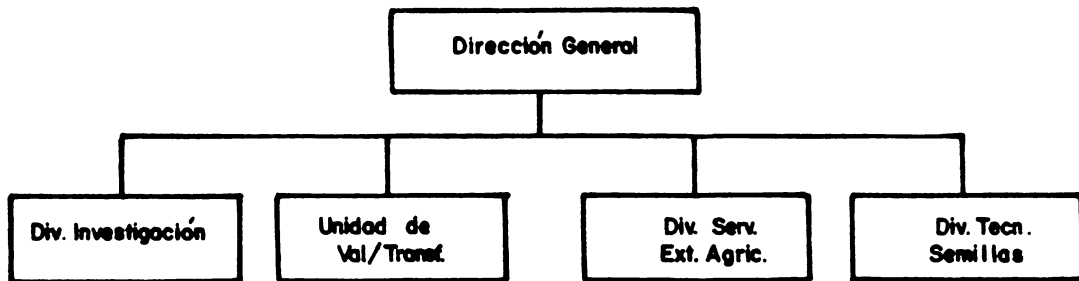 Dirección General
Div. Investigación
Unidad de
Val/Transf.
Div. Serv.
Ext. Agric.
Div. Tecn.
Semillas